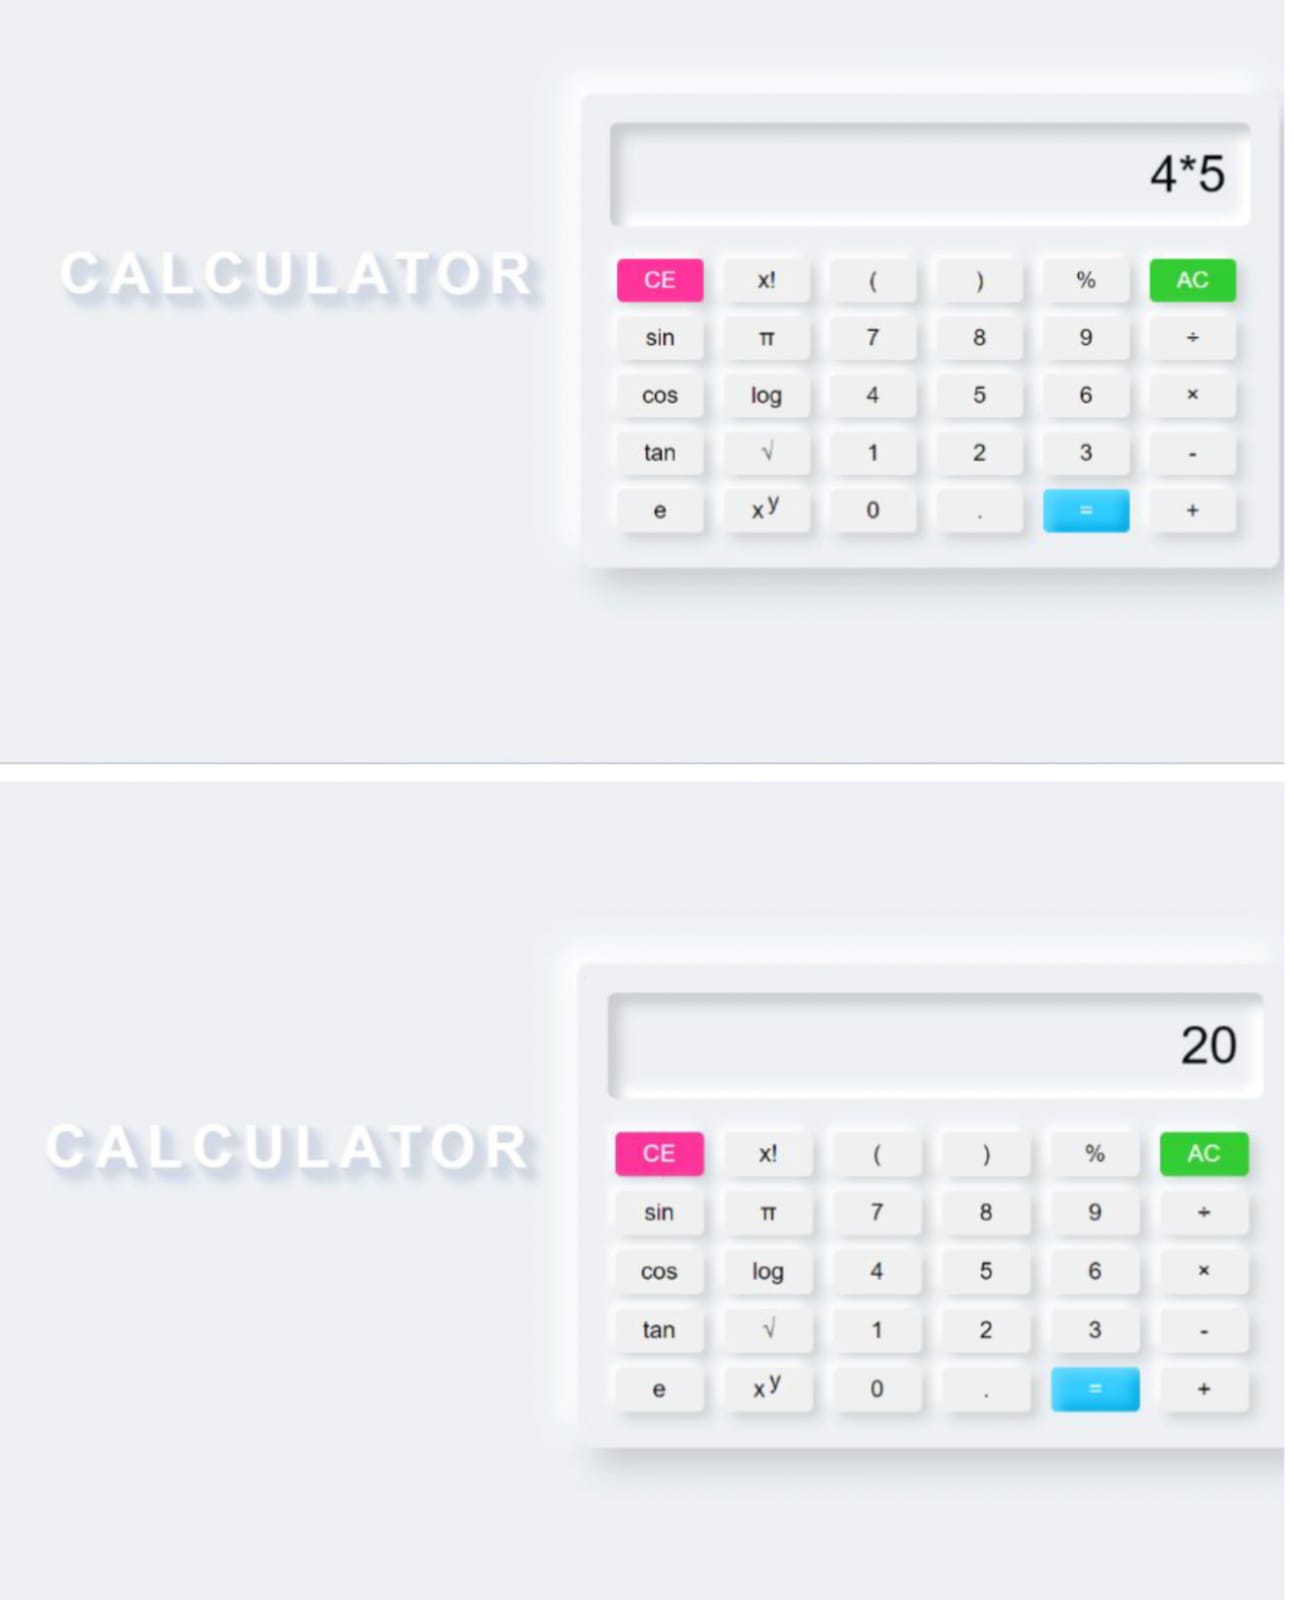 4*5
CALCULATOR
CE x! ( ) % AC
sin π 7 8 9 ÷
cos log 4 5 6 ×
tan √ 1 2 3 -
e x y 0 . = +
20
CALCULATOR
CE x! ( ) % AC
sin π 7 8 9 ÷
cos log 4 5 6 ×
tan √ 1 2 3 -
e x y 0 . = +